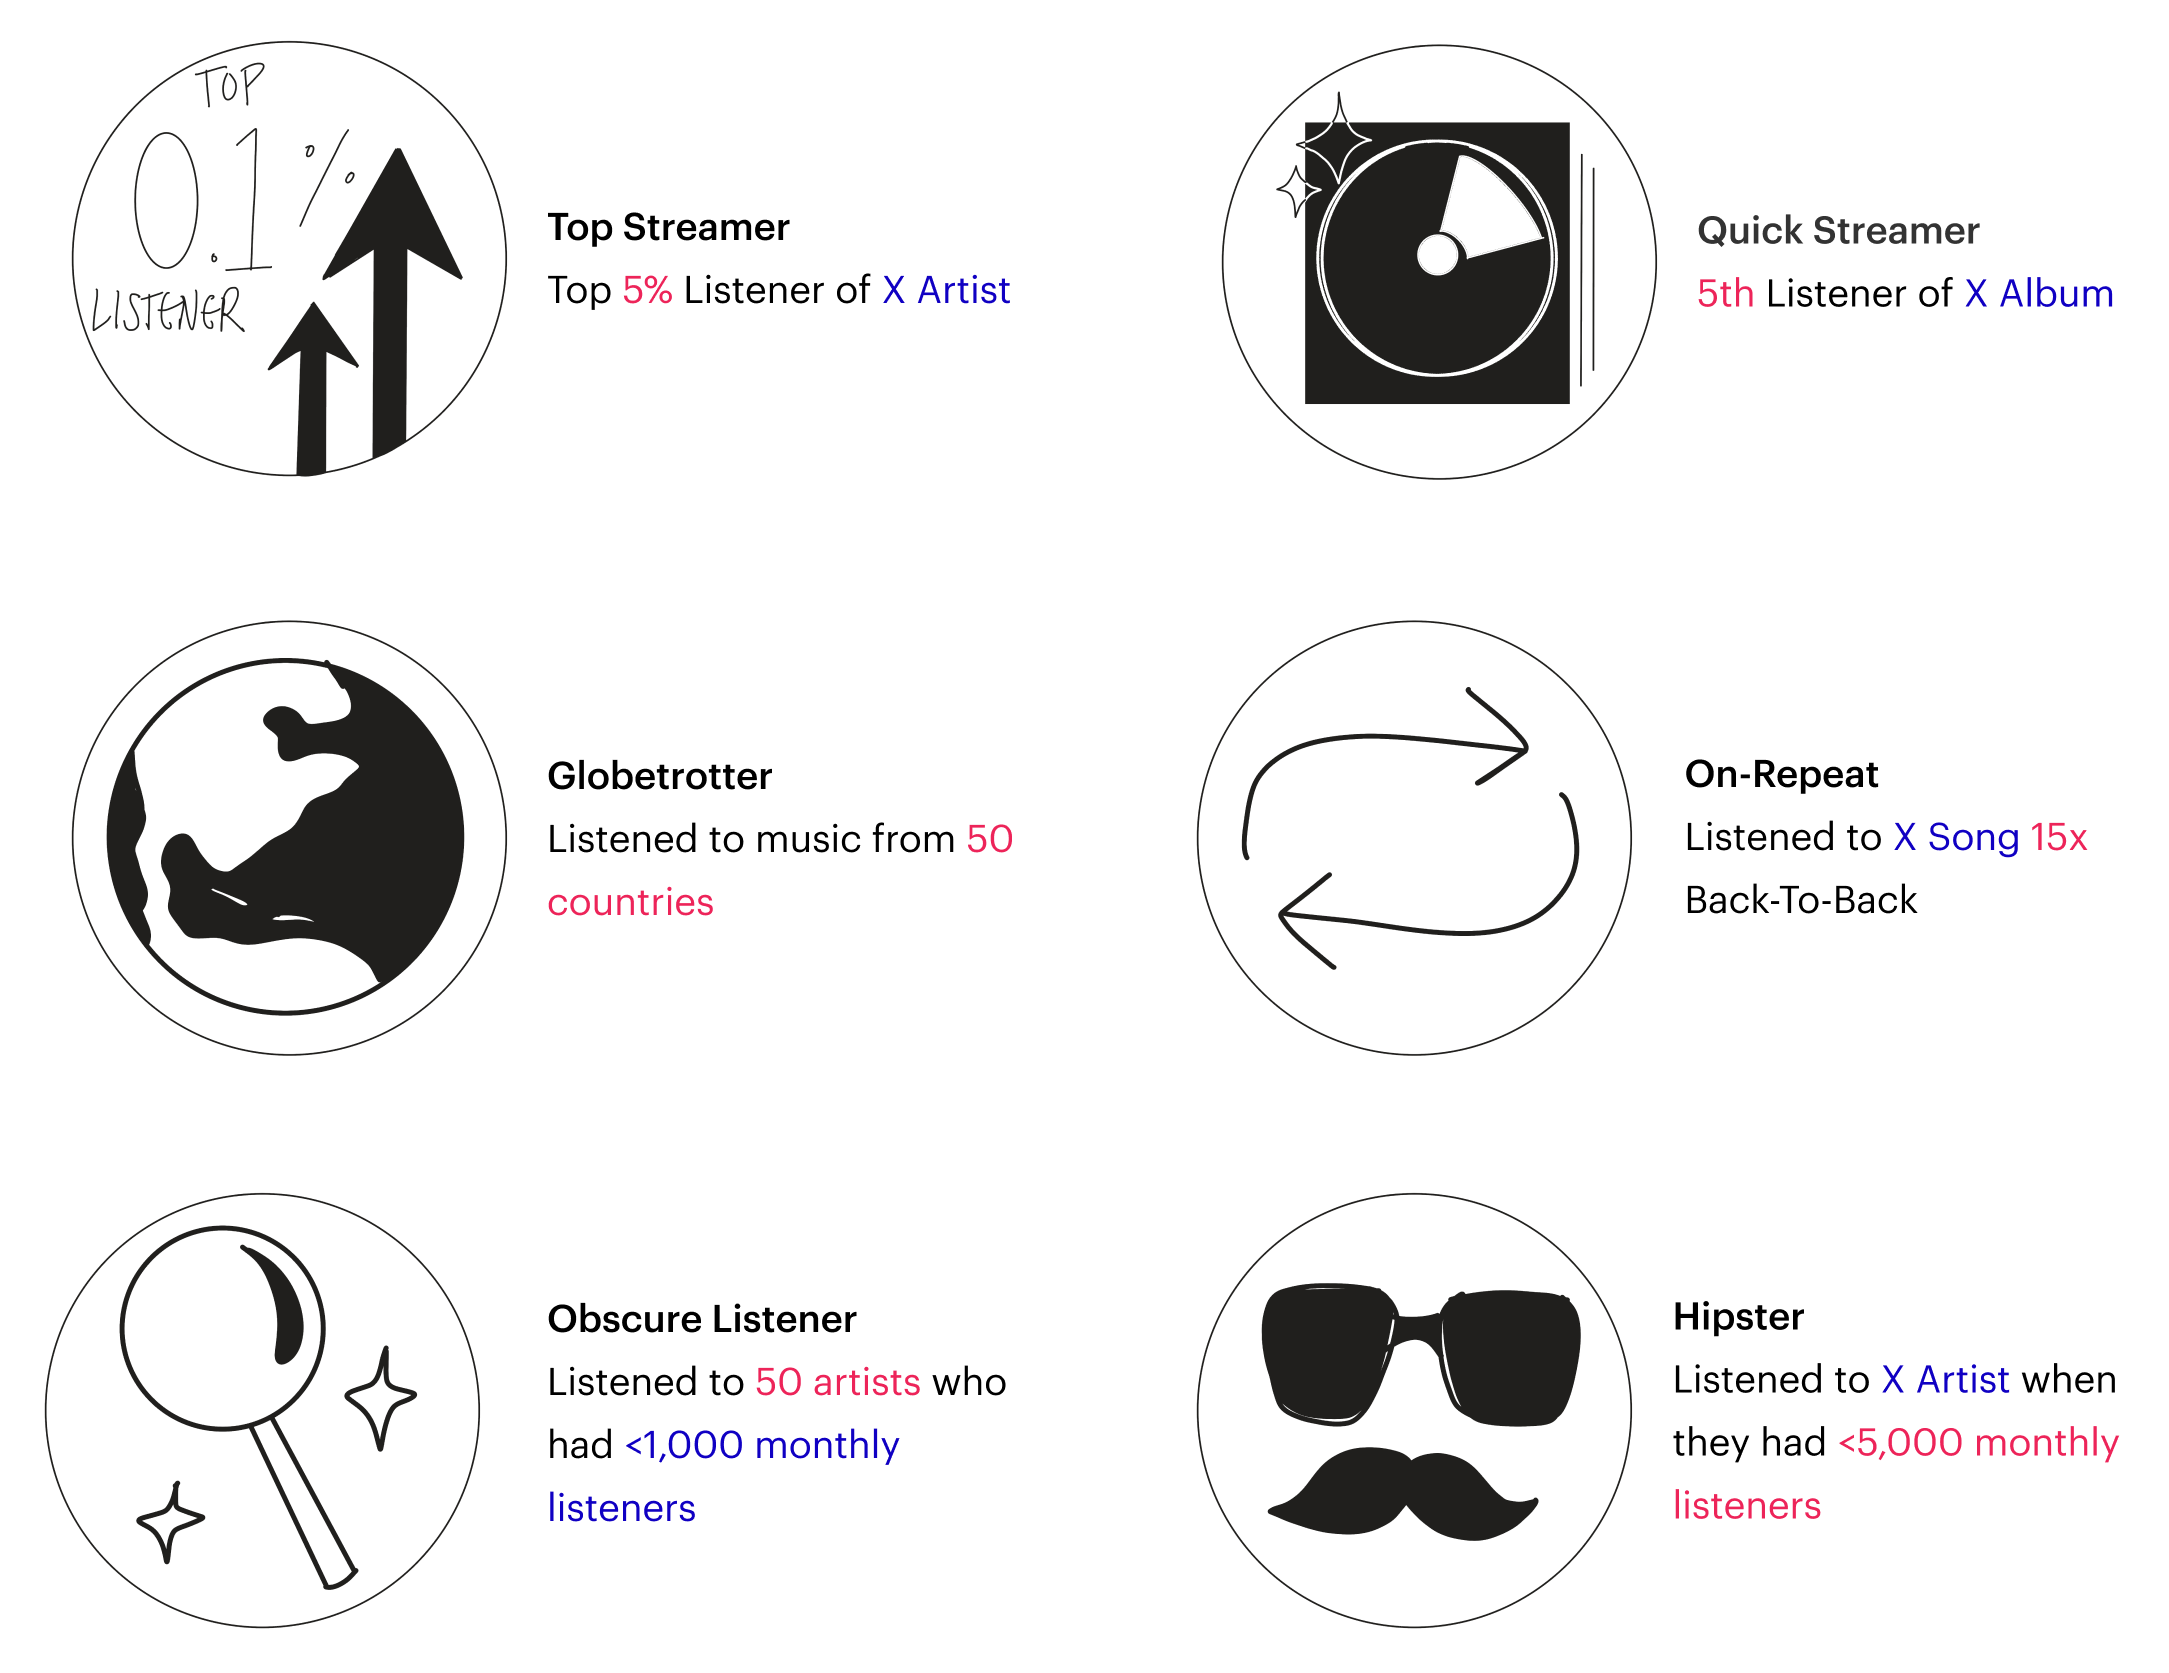 TOP
0.1%
LISTENER
Top Streamer
Top 5% Listener of X Artist
Quick Streamer
5th Listener of X Album
Globetrotter
Listened to music from 50
countries
On-Repeat
Listened to X Song 15x
Back-To-Back
Obscure Listener
Listened to 50 artists who
had <1,000 monthly
listeners
Hipster
Listened to X Artist when
they had <5,000 monthly
listeners